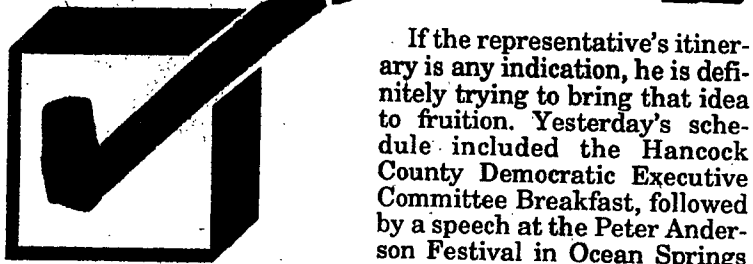 If the representative's itiner-
ary is any indication, he is defi-
nitely trying to bring that idea
to fruition. Yesterday's sche-
dule included the Hancock
County Democratic Executive
Committee Breakfast, followed
by a speech at the Peter Ander-
son Festival in Ocean Springs